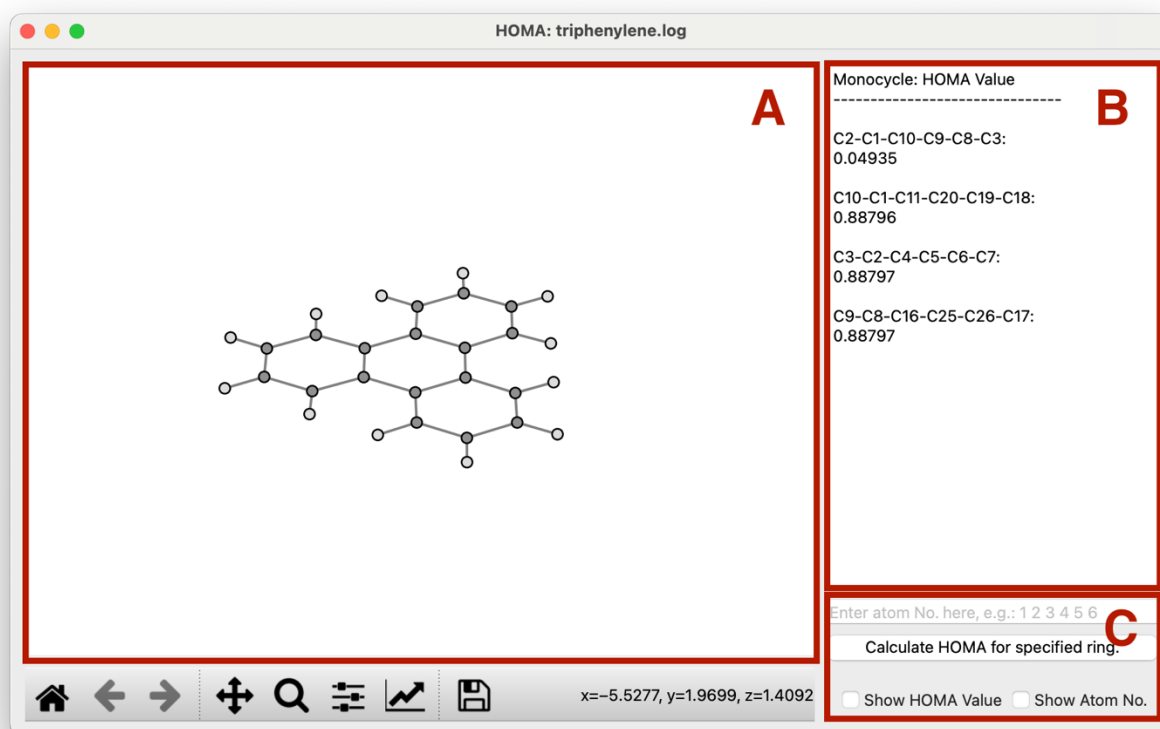 HOMA: triphenylene.log
A
B
Monocycle: HOMA Value
--------------------------------
C2-C1-C10-C9-C8-C3:
0.04935
C10-C1-C11-C20-C19-C18:
0.88796
C3-C2-C4-C5-C6-C7:
0.88797
C9-C8-C16-C25-C26-C17:
0.88797
Enter atom No. here, e.g.: 1 2 3 4 5 6
C
Calculate HOMA for specified ring.
Show HOMA Value
Show Atom No.
x=−5.5277, y=1.9699, z=1.4092